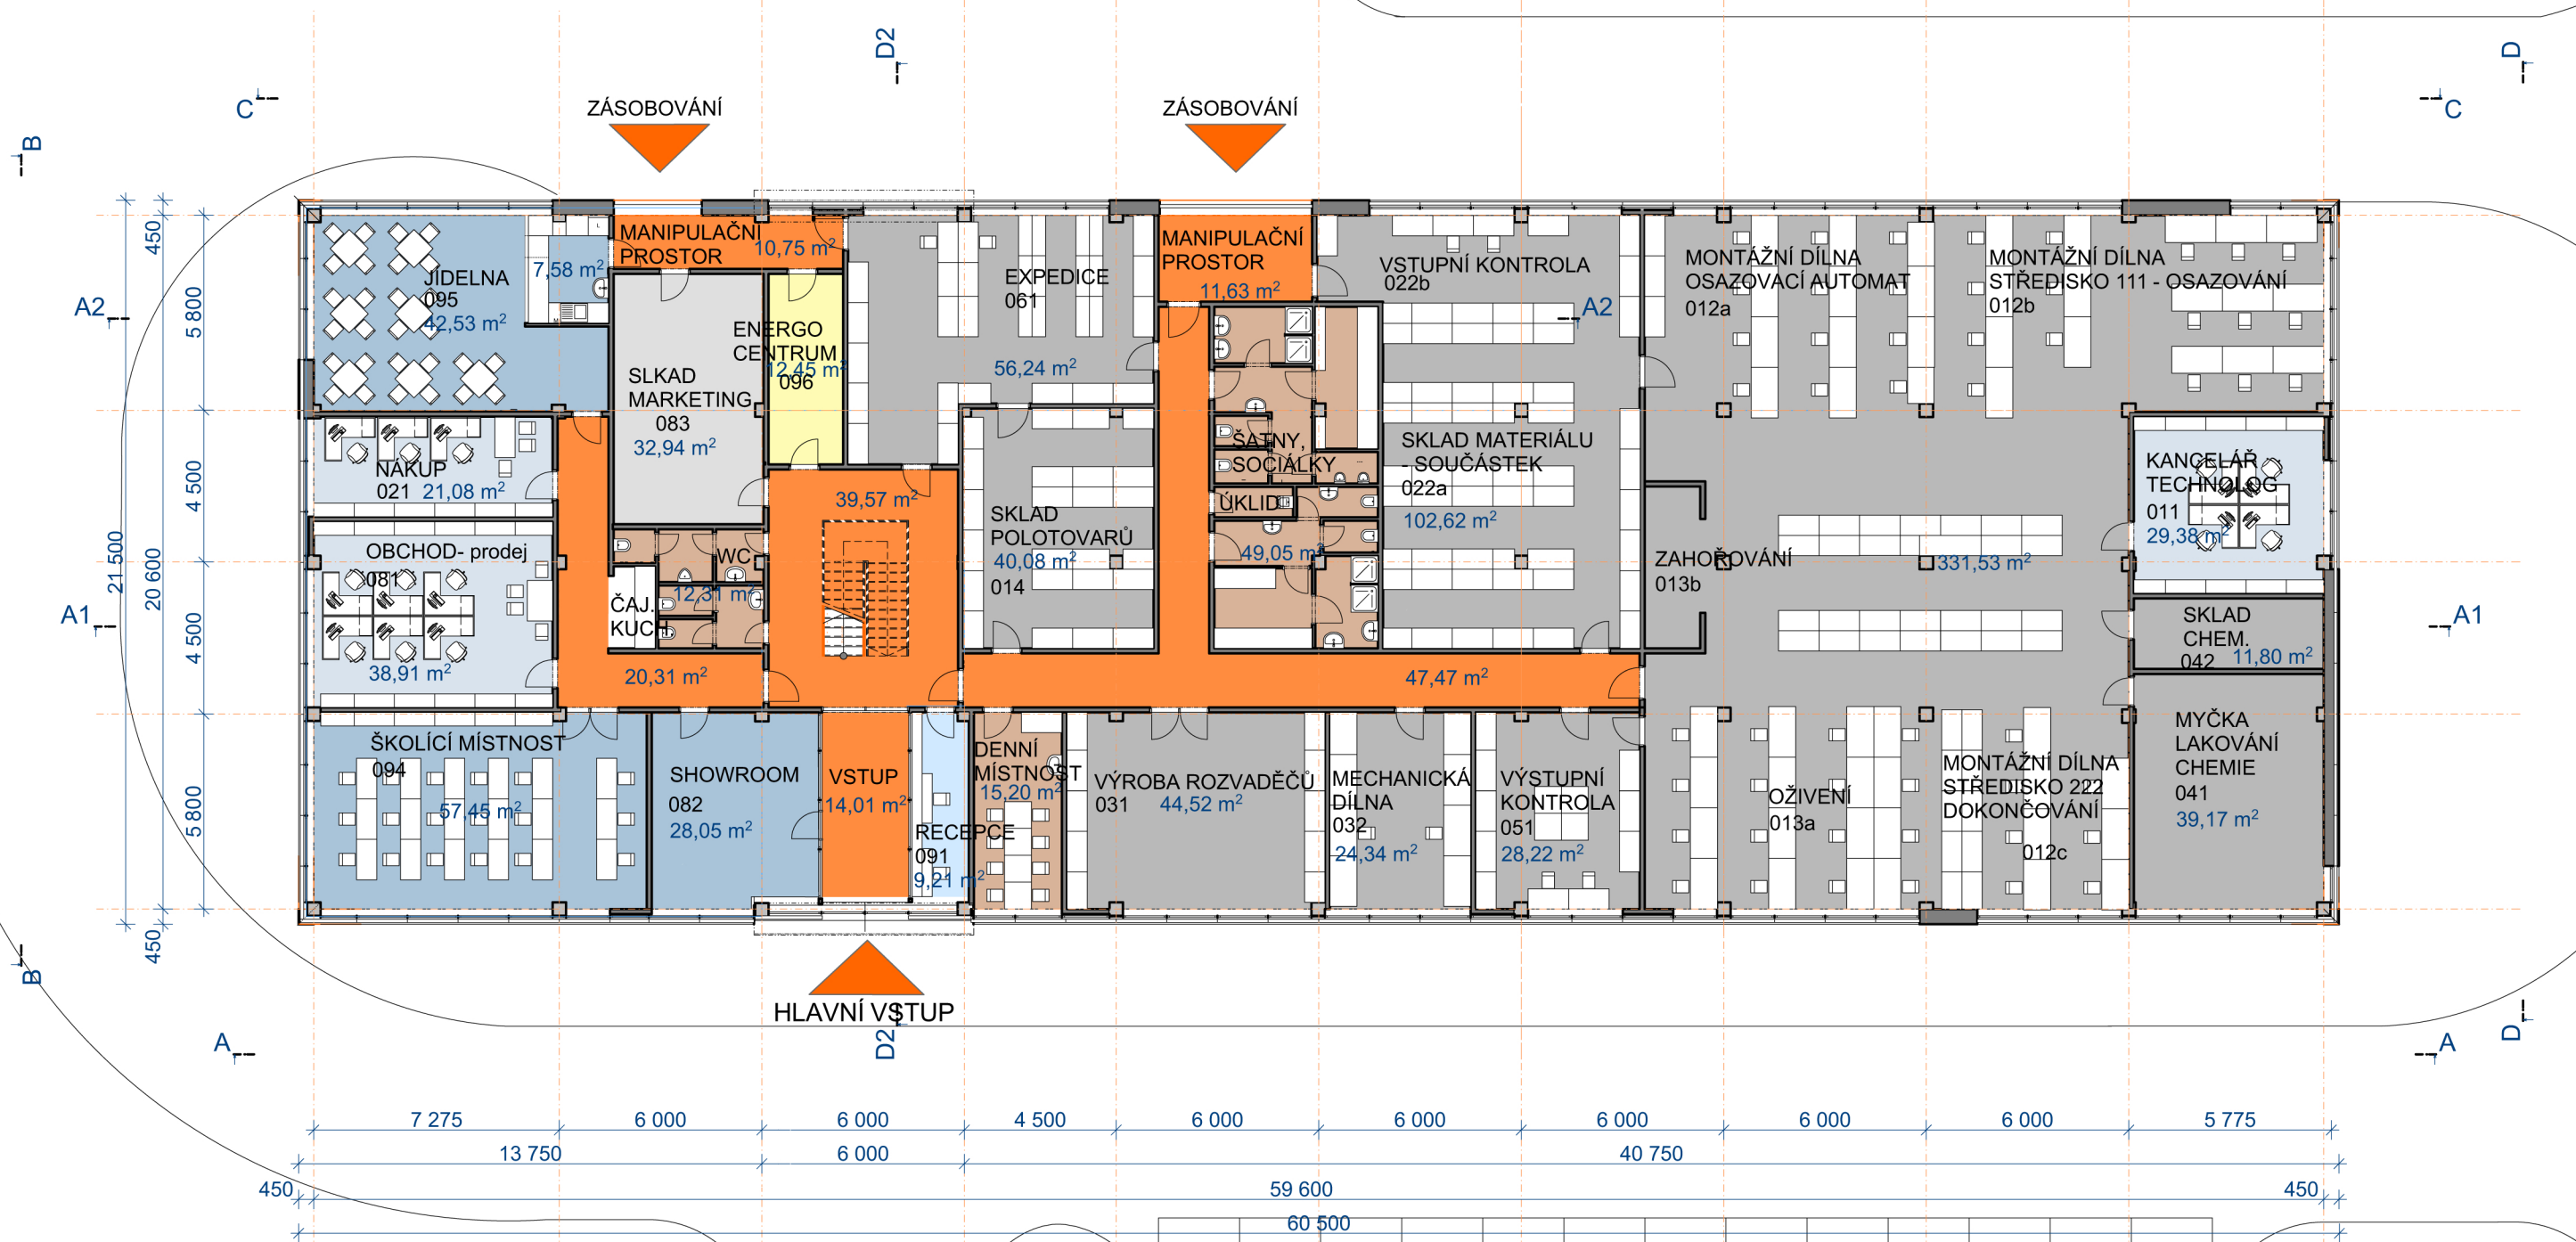 D2
D
C
C
ZÁSOBOVÁNÍ
ZÁSOBOVÁNÍ
B
A2
A2
MANIPULAČNÍ
PROSTOR
10,75 m²
7,58 m²
JÍDELNA
095
42,53 m²
ENERGO
CENTRUM
12,45 m²
096
SLKAD
MARKETING
083
32,94 m²
EXPEDICE
061
56,24 m²
MANIPULAČNÍ
PROSTOR
11,63 m²
VSTUPNÍ KONTROLA
022b
MONTÁŽNÍ DÍLNA
OSAZOVACÍ AUTOMAT
012a
MONTÁŽNÍ DÍLNA
STŘEDISKO 111 - OSAZOVÁNÍ
012b
NÁKUP
021 21,08 m²
39,57 m²
ŠATNY,
SOCIÁLKY
ÚKLID
49,05 m²
SKLAD MATERIÁLU
- SOUČÁSTEK
022a
102,62 m²
KANCELÁŘ
TECHNOLOG
011
29,38 m²
OBCHOD- prodej
081
38,91 m²
WC
12,31 m²
ČAJ.
KUCH
SKLAD
POLOTOVARŮ
40,08 m²
014
ZAHOŘOVÁNÍ
013b
331,53 m²
A1
A1
SKLAD
CHEM.
042 11,80 m²
20,31 m²
47,47 m²
ŠKOLÍCÍ MÍSTNOST
094
57,45 m²
SHOWROOM
082
28,05 m²
VSTUP
14,01 m²
RECEPCE
091
9,21 m²
DENNÍ
MÍSTNOST
15,20 m²
VÝROBA ROZVADĚČŮ
031 44,52 m²
MECHANICKÁ
DÍLNA
032
24,34 m²
VÝSTUPNÍ
KONTROLA
051
28,22 m²
OŽIVENÍ
013a
MONTÁŽNÍ DÍLNA
STŘEDISKO 222
DOKONČOVÁNÍ
012c
MYČKA
LAKOVÁNÍ
CHEMIE
041
39,17 m²
450
5 800
4 500
4 500
5 800
450
21 500
20 600
B
HLAVNÍ VSTUP
D2
D
A
A
7 275 6 000 6 000 4 500 6 000 6 000 6 000 6 000 6 000 5 775
13 750 6 000 40 750
450 59 600 450
60 500